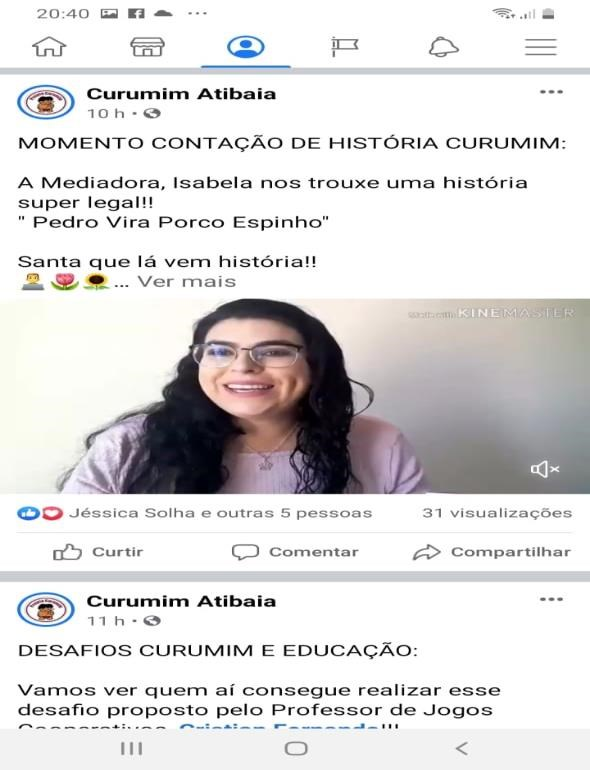 20:40
Curumim Atibaia
10 h
MOMENTO CONTAÇÃO DE HISTÓRIA CURUMIM:
A Mediadora, Isabela nos trouxe uma história
super legal!!
" Pedro Vira Porco Espinho"
Santa que lá vem história!!
... Ver mais
Made with KINEMASTER
Jéssica Solha e outras 5 pessoas 31 visualizações
Curtir Comentar Compartilhar
Curumim Atibaia
11 h
DESAFIOS CURUMIM E EDUCAÇÃO:
Vamos ver quem aí consegue realizar esse
desafio proposto pelo Professor de Jogos
Cooperativos, Cristian Fernando!!!